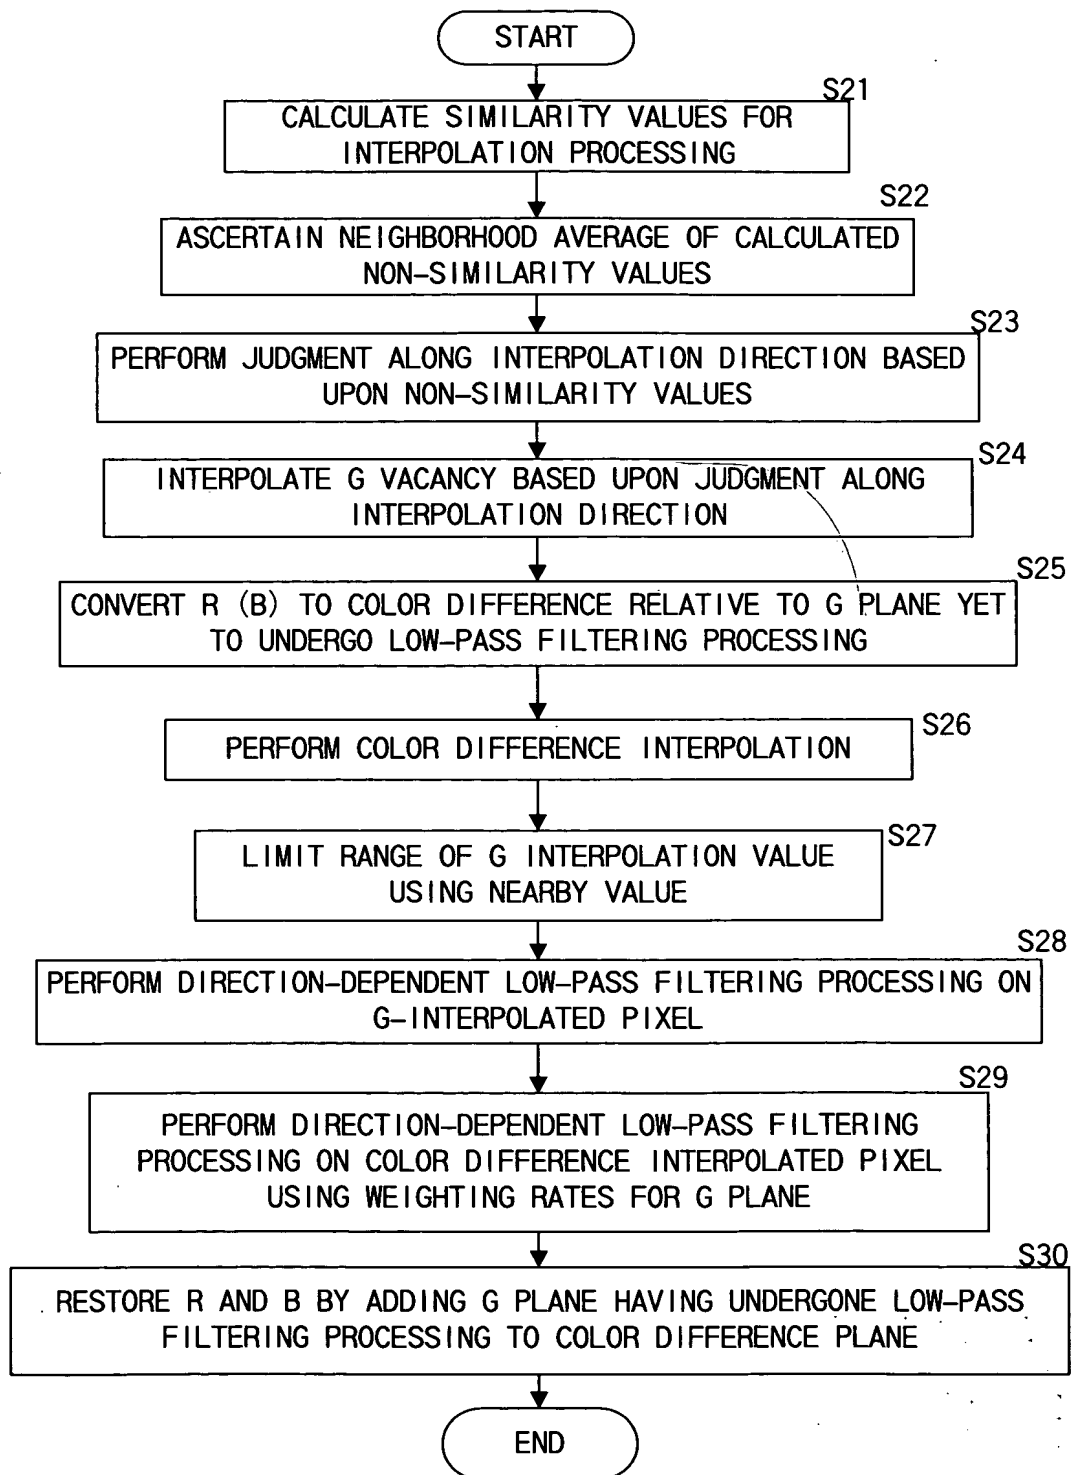 START
S21
CALCULATE SIMILARITY VALUES FOR
INTERPOLATION PROCESSING
S22
ASCERTAIN NEIGHBORHOOD AVERAGE OF CALCULATED
NON-SIMILARITY VALUES
S23
PERFORM JUDGMENT ALONG INTERPOLATION DIRECTION BASED
UPON NON-SIMILARITY VALUES
S24
INTERPOLATE G VACANCY BASED UPON JUDGMENT ALONG
INTERPOLATION DIRECTION
S25
CONVERT R (B) TO COLOR DIFFERENCE RELATIVE TO G PLANE YET
TO UNDERGO LOW-PASS FILTERING PROCESSING
S26
PERFORM COLOR DIFFERENCE INTERPOLATION
S27
LIMIT RANGE OF G INTERPOLATION VALUE
USING NEARBY VALUE
S28
PERFORM DIRECTION-DEPENDENT LOW-PASS FILTERING PROCESSING ON
G-INTERPOLATED PIXEL
S29
PERFORM DIRECTION-DEPENDENT LOW-PASS FILTERING
PROCESSING ON COLOR DIFFERENCE INTERPOLATED PIXEL
USING WEIGHTING RATES FOR G PLANE
S30
RESTORE R AND B BY ADDING G PLANE HAVING UNDERGONE LOW-PASS
FILTERING PROCESSING TO COLOR DIFFERENCE PLANE
END